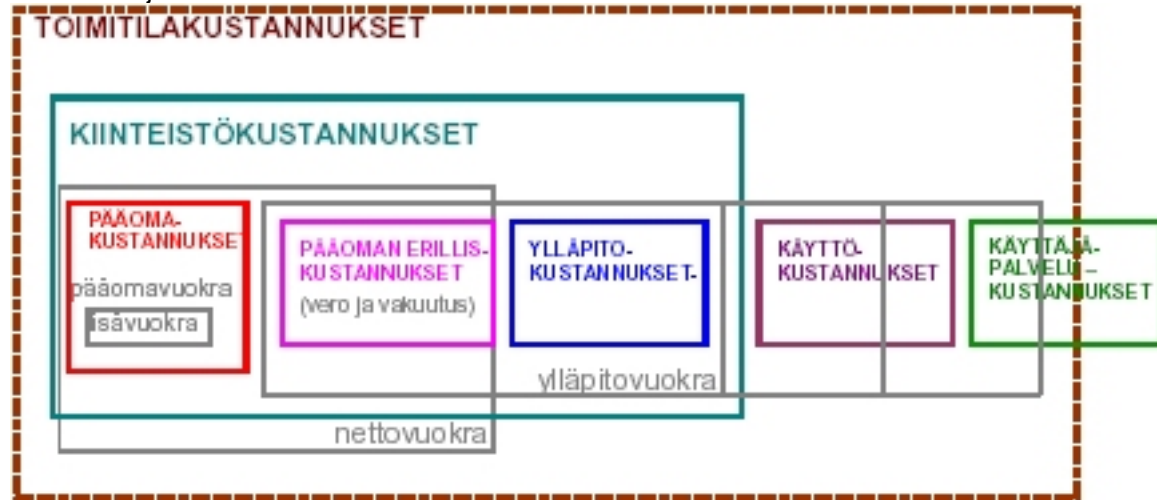 TOIMITILAKUSTANNUKSET
KIINTEISTÖKUSTANNUKSET
PÄÄOMA-
KUSTANNUKSET
pääomavuokra
lisävuokra
PÄÄOMAN ERILLIS-
KUSTANNUKSET
(vero ja vakuutus)
YLLÄPITO-
KUSTANNUKSET-
KÄYTTÖ-
KUSTANNUKSET
KÄYTTÄJÄ-
PALVELU –
KUSTANNUKSET
ylläpitovuokra
nettovuokra